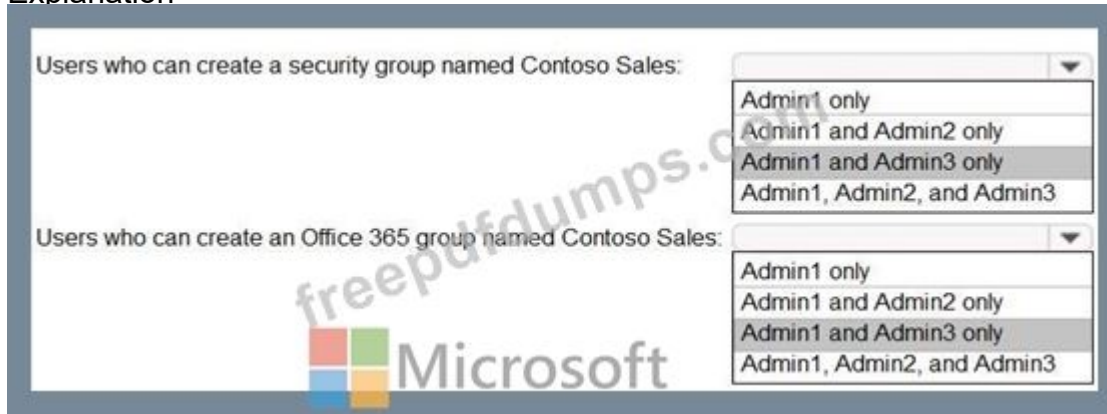 Explanation
Users who can create a security group named Contoso Sales:
Admin1 only
Admin1 and Admin2 only
Admin1 and Admin3 only
Admin1, Admin2, and Admin3
Users who can create an Office 365 group named Contoso Sales:
Admin1 only
Admin1 and Admin2 only
Admin1 and Admin3 only
Admin1, Admin2, and Admin3
freepdfdumps.com
Microsoft